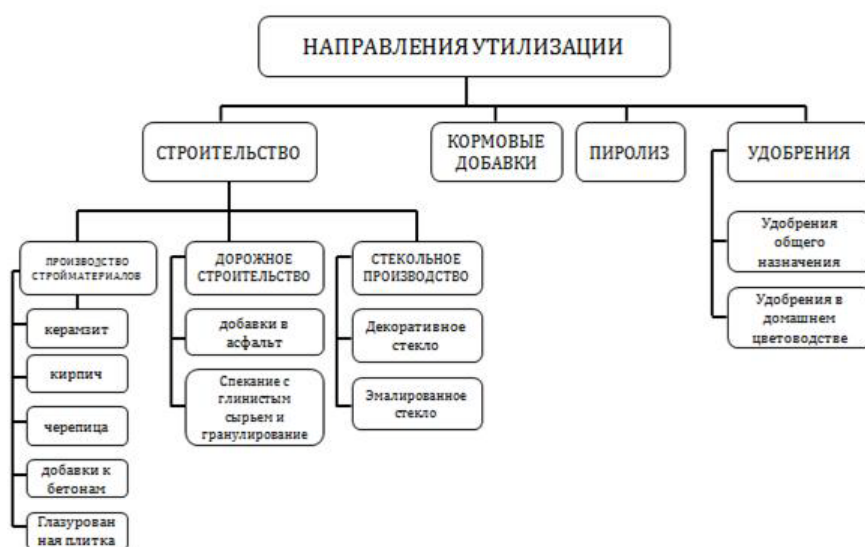 НАПРАВЛЕНИЯ УТИЛИЗАЦИИ
СТРОИТЕЛЬСТВО
КОРМОВЫЕ
ДОБАВКИ
ПИРОЛИЗ
УДОБРЕНИЯ
ПРОИЗВОДСТВО
СТРОЙМАТЕРИАЛОВ
керамзит
кирпич
черепица
добавки к
бетонам
Глазурован
ная плитка
ДОРОЖНОЕ
СТРОИТЕЛЬСТВО
добавки в
асфальт
Спекание с
глинистым
сырьем и
гранулирование
СТЕКОЛЬНОЕ
ПРОИЗВОДСТВО
Декоративное
стекло
Эмалированное
стекло
Удобрения
общего
назначения
Удобрения в
домашнем
цветоводстве